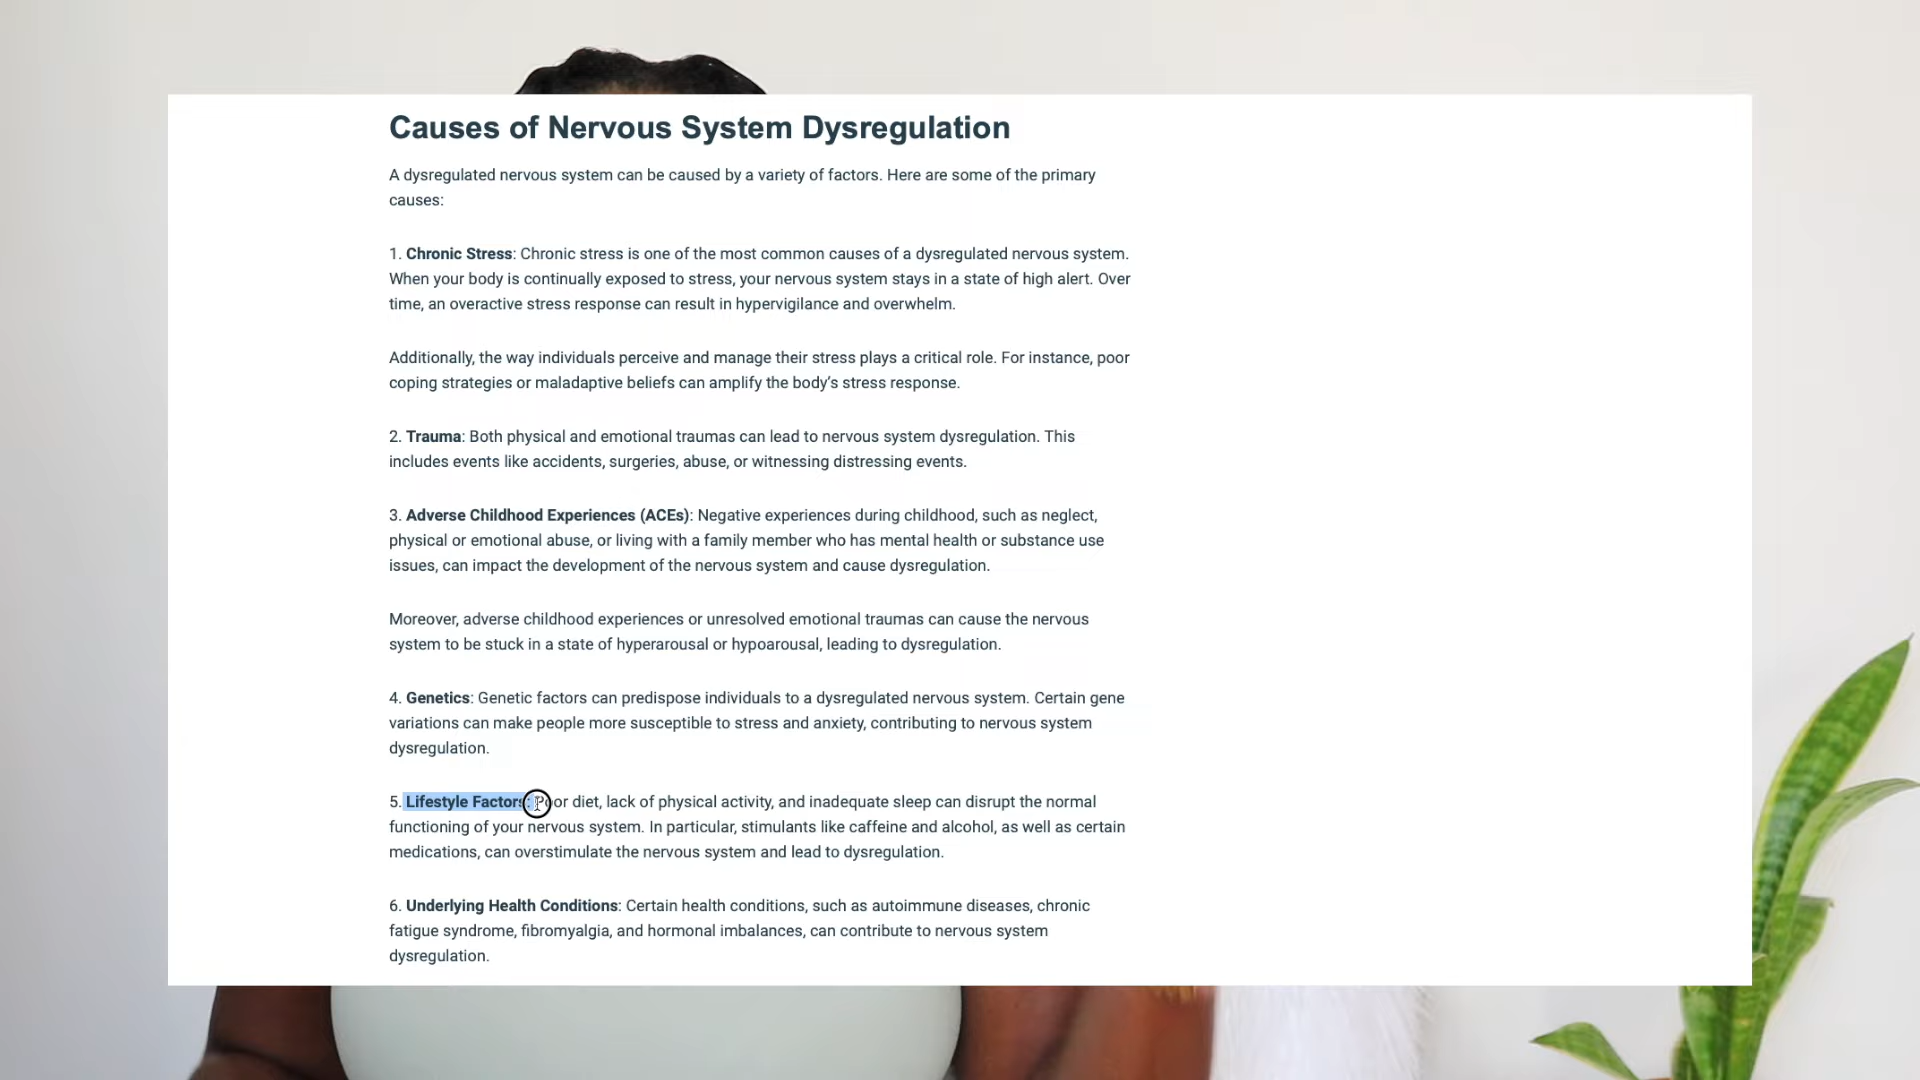 Causes of Nervous System Dysregulation
A dysregulated nervous system can be caused by a variety of factors. Here are some of the primary
causes:
1. Chronic Stress: Chronic stress is one of the most common causes of a dysregulated nervous system.
When your body is continually exposed to stress, your nervous system stays in a state of high alert. Over
time, an overactive stress response can result in hypervigilance and overwhelm.
Additionally, the way individuals perceive and manage their stress plays a critical role. For instance, poor
coping strategies or maladaptive beliefs can amplify the body’s stress response.
2. Trauma: Both physical and emotional traumas can lead to nervous system dysregulation. This
includes events like accidents, surgeries, abuse, or witnessing distressing events.
3. Adverse Childhood Experiences (ACEs): Negative experiences during childhood, such as neglect,
physical or emotional abuse, or living with a family member who has mental health or substance use
issues, can impact the development of the nervous system and cause dysregulation.
Moreover, adverse childhood experiences or unresolved emotional traumas can cause the nervous
system to be stuck in a state of hyperarousal or hypoarousal, leading to dysregulation.
4. Genetics: Genetic factors can predispose individuals to a dysregulated nervous system. Certain gene
variations can make people more susceptible to stress and anxiety, contributing to nervous system
dysregulation.
5. Lifestyle Factors: Poor diet, lack of physical activity, and inadequate sleep can disrupt the normal
functioning of your nervous system. In particular, stimulants like caffeine and alcohol, as well as certain
medications, can overstimulate the nervous system and lead to dysregulation.
6. Underlying Health Conditions: Certain health conditions, such as autoimmune diseases, chronic
fatigue syndrome, fibromyalgia, and hormonal imbalances, can contribute to nervous system
dysregulation.